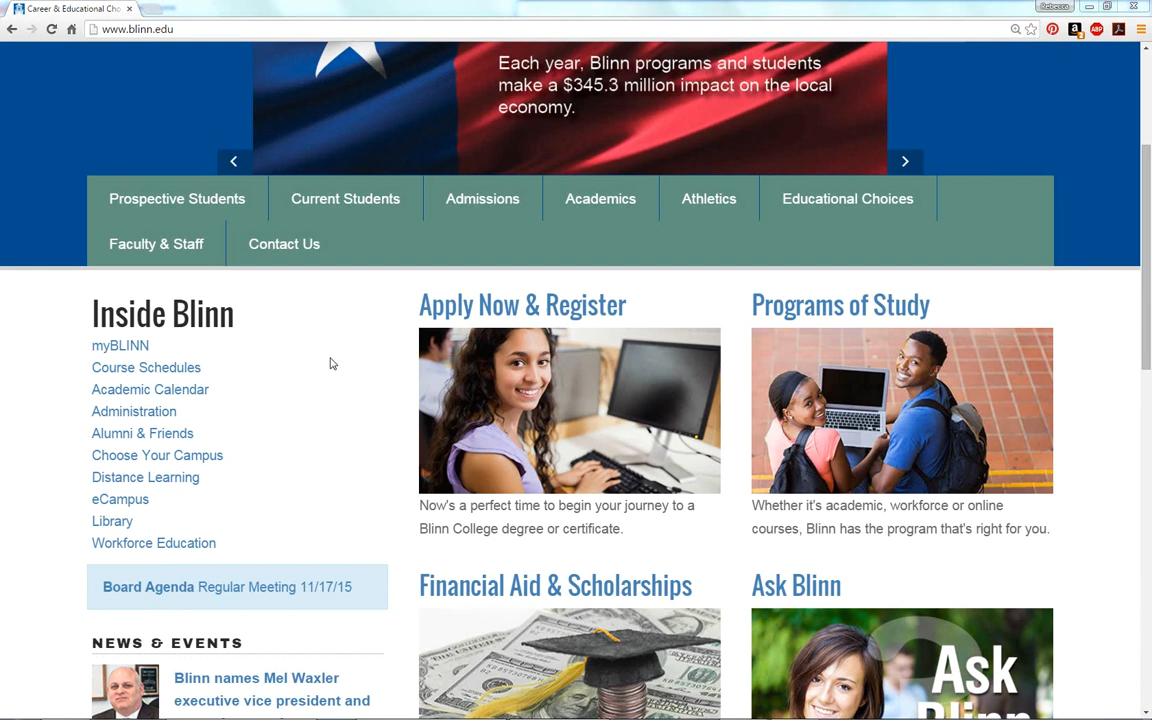 Career & Educational Cho
Rebecca
www.blinn.edu
Each year, Blinn programs and students
make a $345.3 million impact on the local
economy.
Prospective Students
Current Students
Admissions
Academics
Athletics
Educational Choices
Faculty & Staff
Contact Us
Inside Blinn
myBLINN
Course Schedules
Academic Calendar
Administration
Alumni & Friends
Choose Your Campus
Distance Learning
eCampus
Library
Workforce Education
Board Agenda Regular Meeting 11/17/15
NEWS & EVENTS
Blinn names Mel Waxler
executive vice president and
Apply Now & Register
Now's a perfect time to begin your journey to a
Blinn College degree or certificate.
Programs of Study
Whether it's academic, workforce or online
courses, Blinn has the program that's right for you.
Financial Aid & Scholarships
Ask Blinn
Ask
Blinn